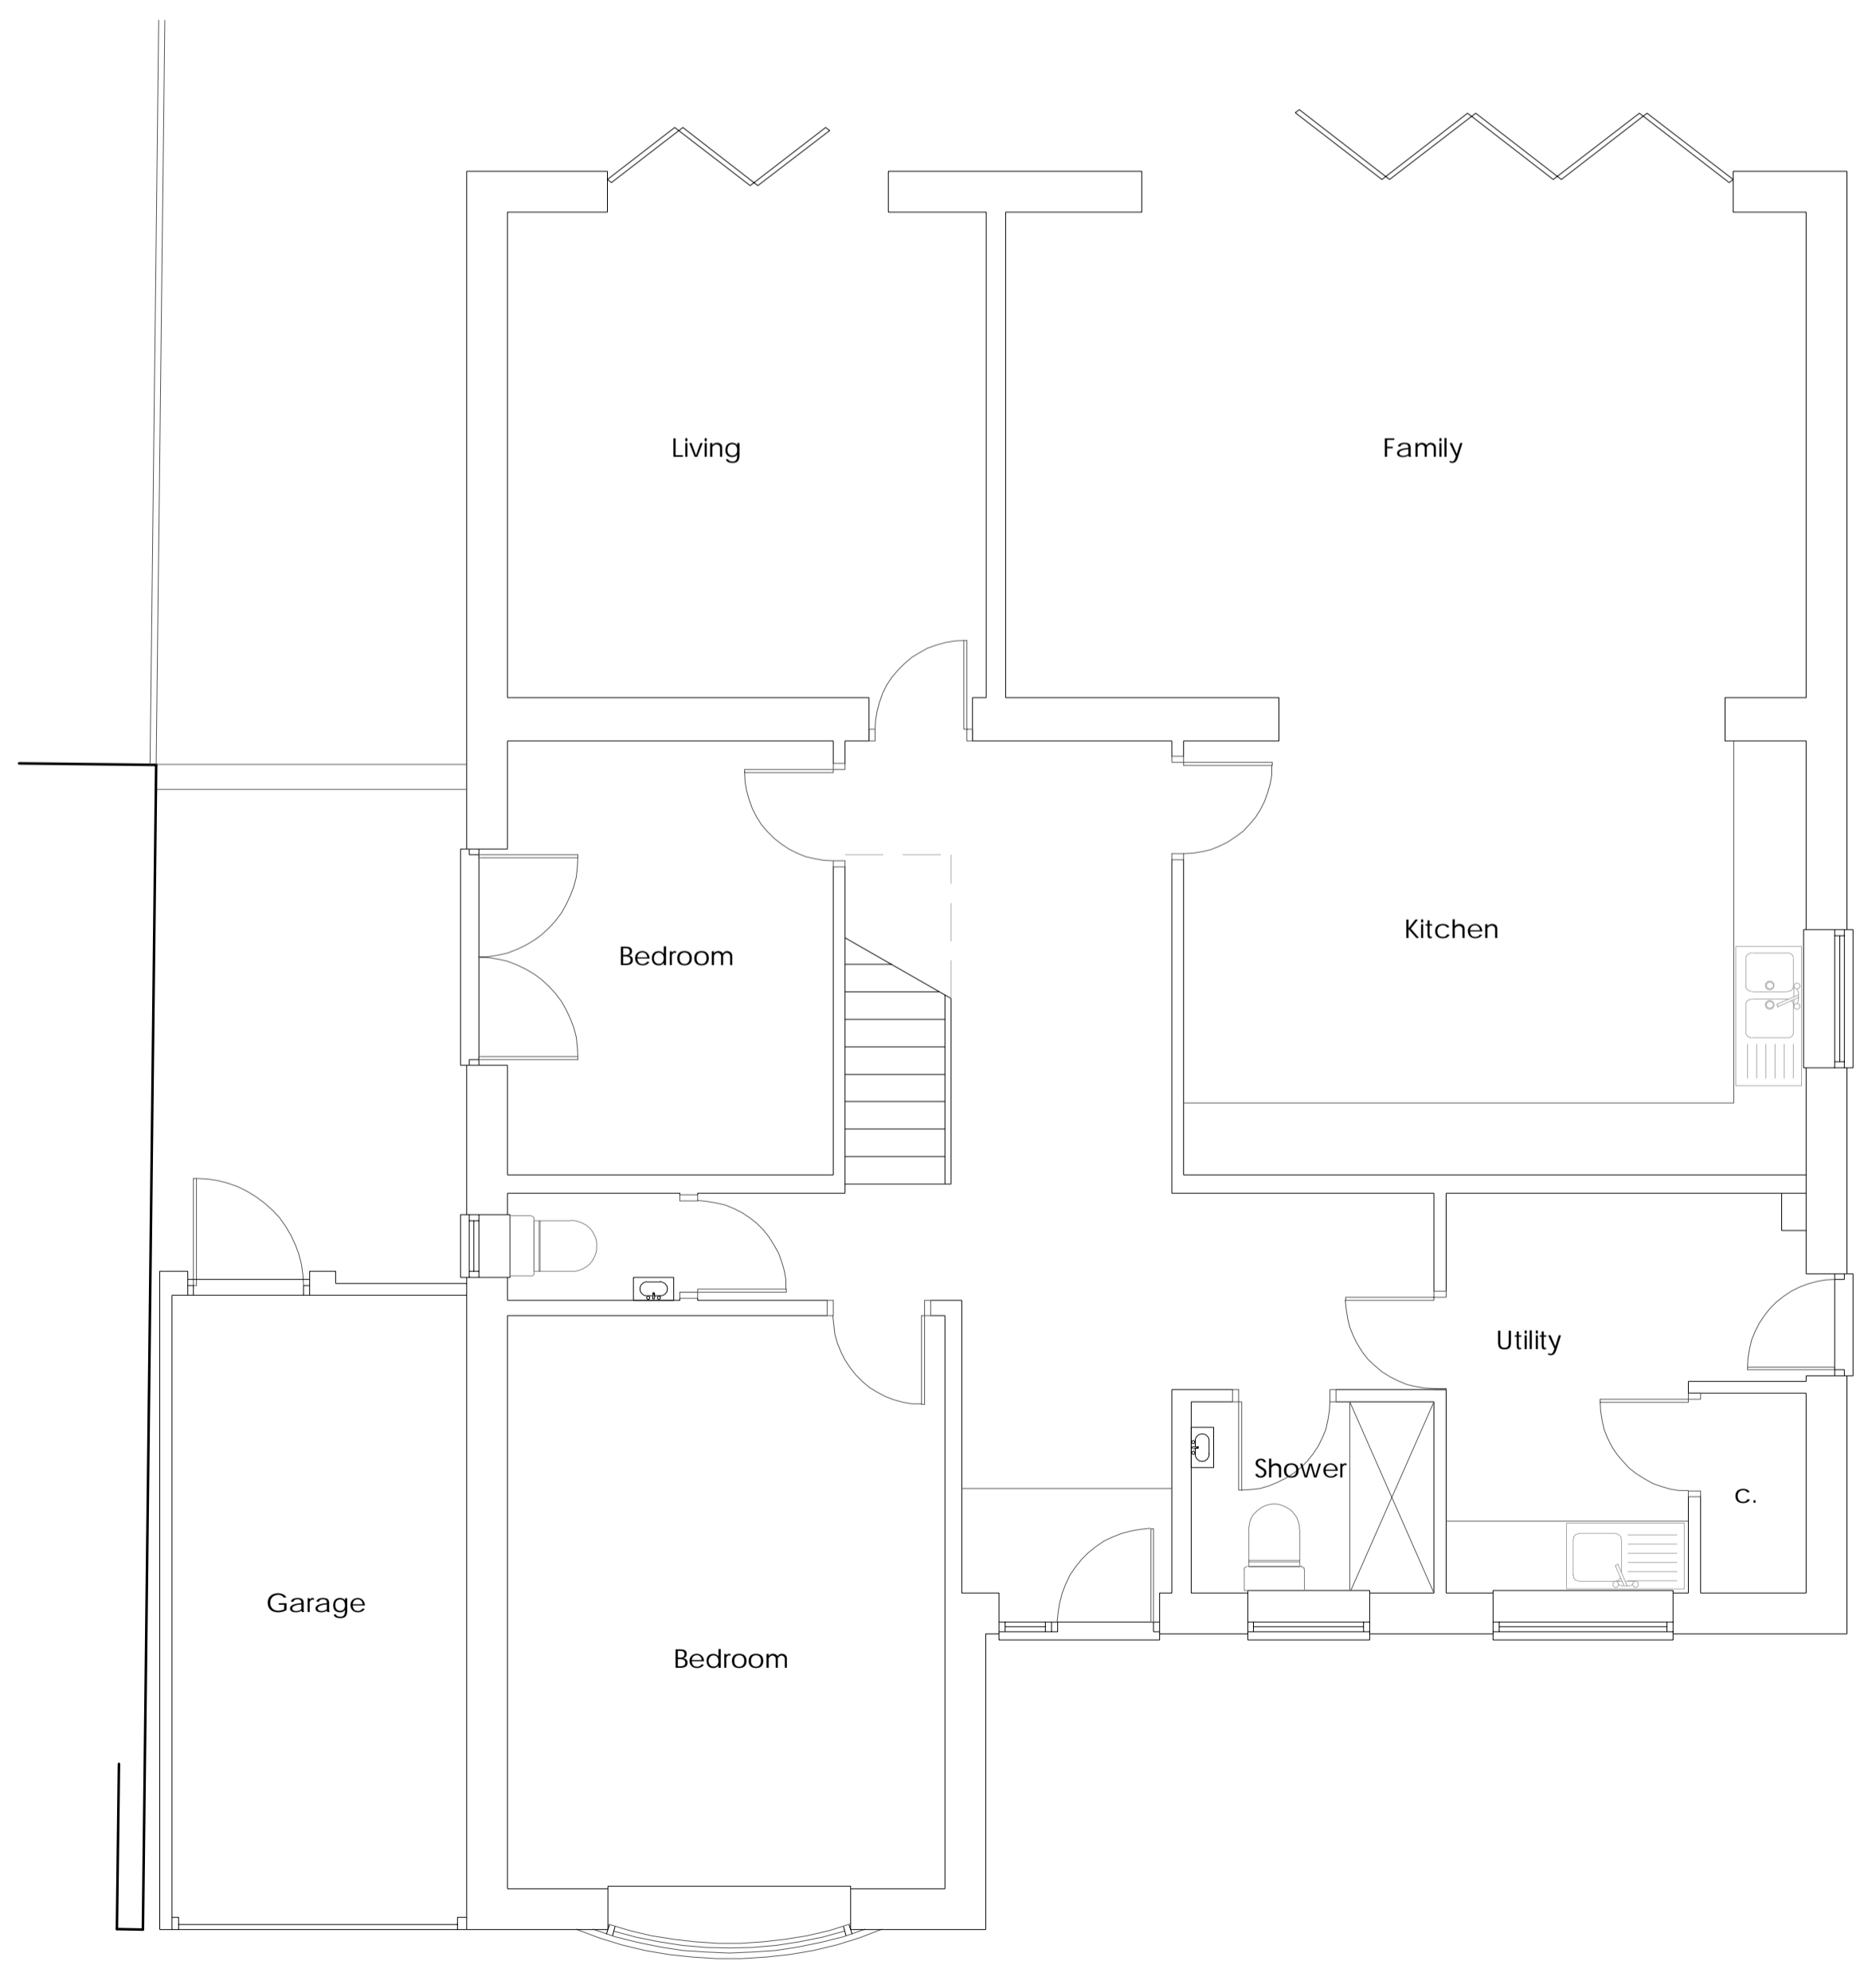 Living
Family
Kitchen
Bedroom
Utility
Shower
C.
Garage
Bedroom